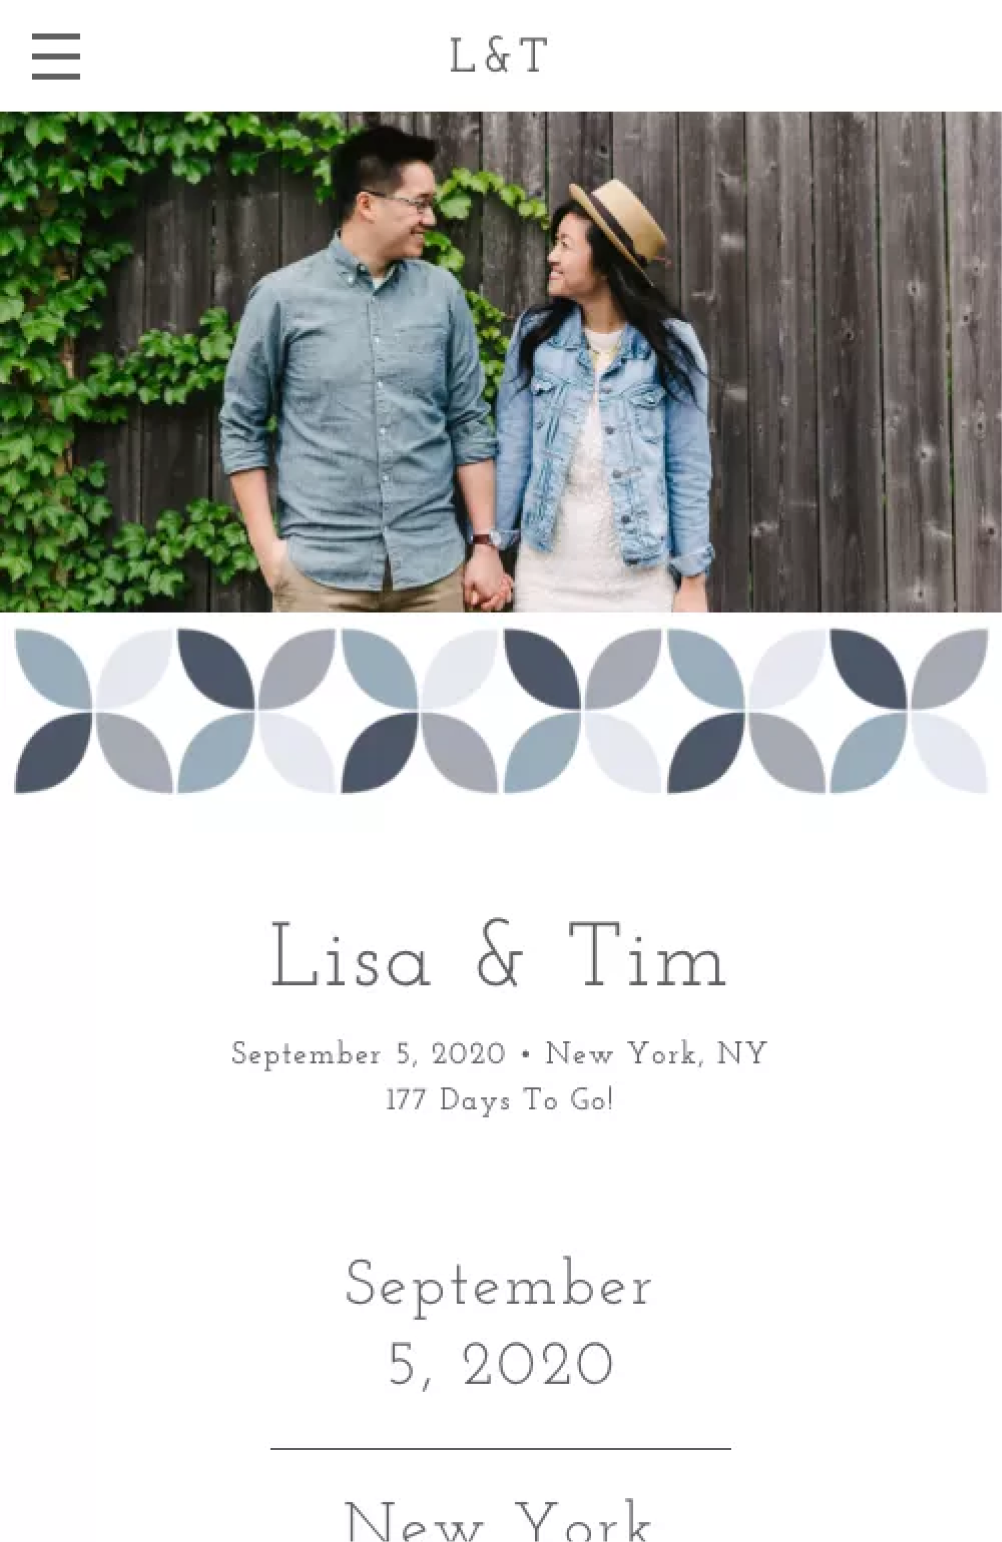 L & T
Lisa & Tim
September 5, 2020 • New York, NY
177 Days To Go!
September
5, 2020
New York